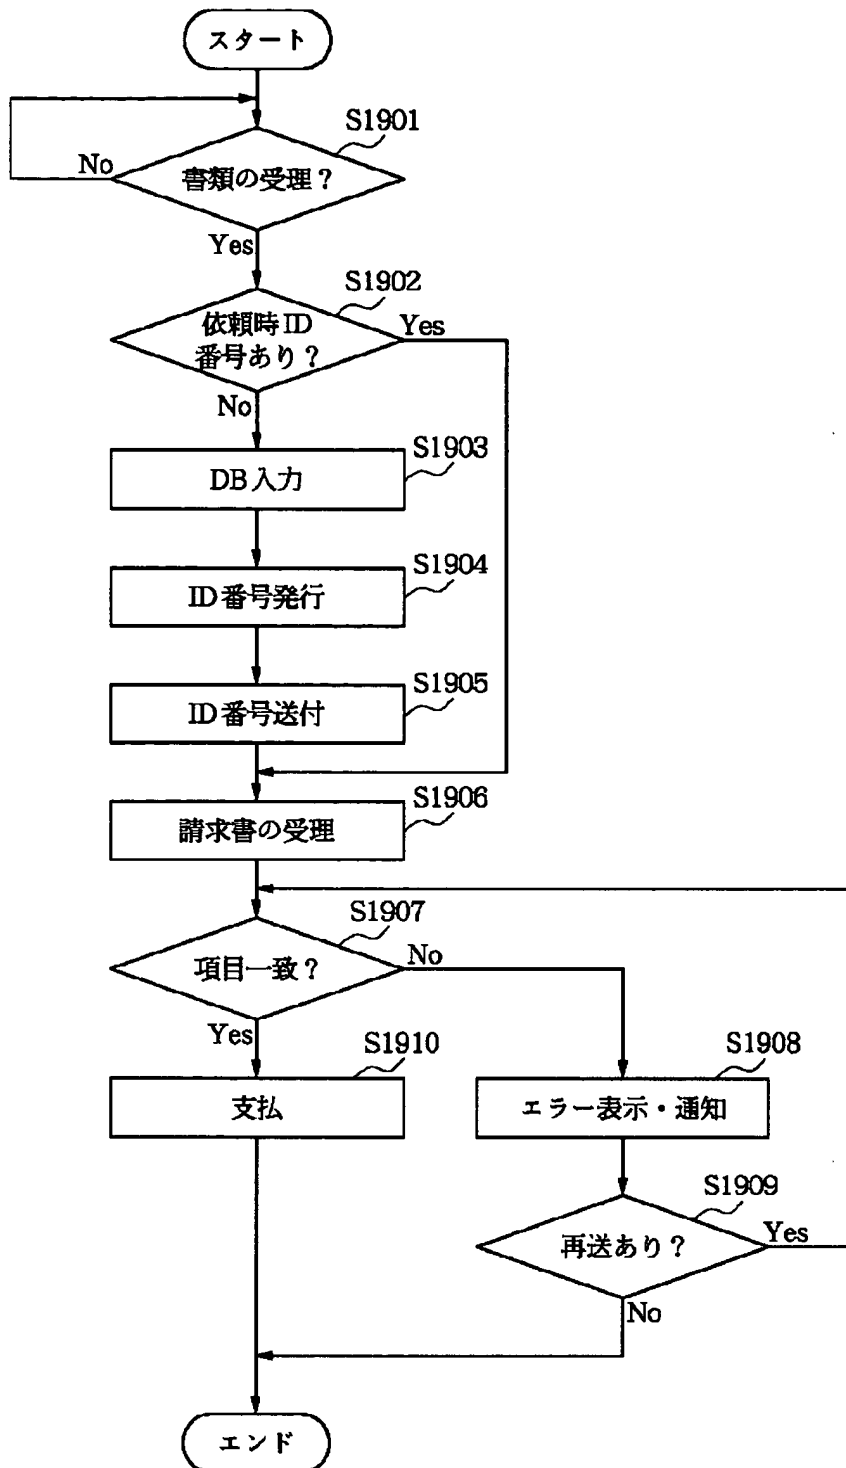 スタート
S1901
書類の受理？
No
Yes
S1902
依頼時ID
番号あり？
Yes
No
S1903
DB入力
S1904
ID番号発行
S1905
ID番号送付
S1906
請求書の受理
S1907
項目一致？
No
Yes
S1910
支払
S1908
エラー表示・通知
S1909
再送あり？
Yes
No
エンド